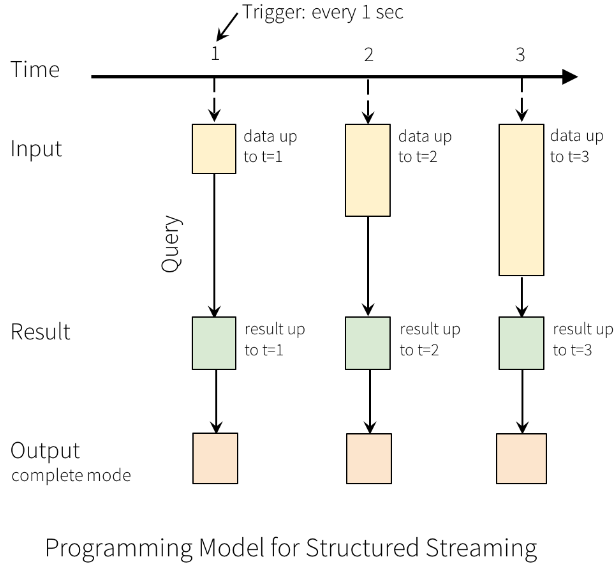 Trigger: every 1 sec
1 2 3
Time
Input
data up
to t=1
data up
to t=2
data up
to t=3
Query
Result
result up
to t=1
result up
to t=2
result up
to t=3
Output
complete mode
Programming Model for Structured Streaming